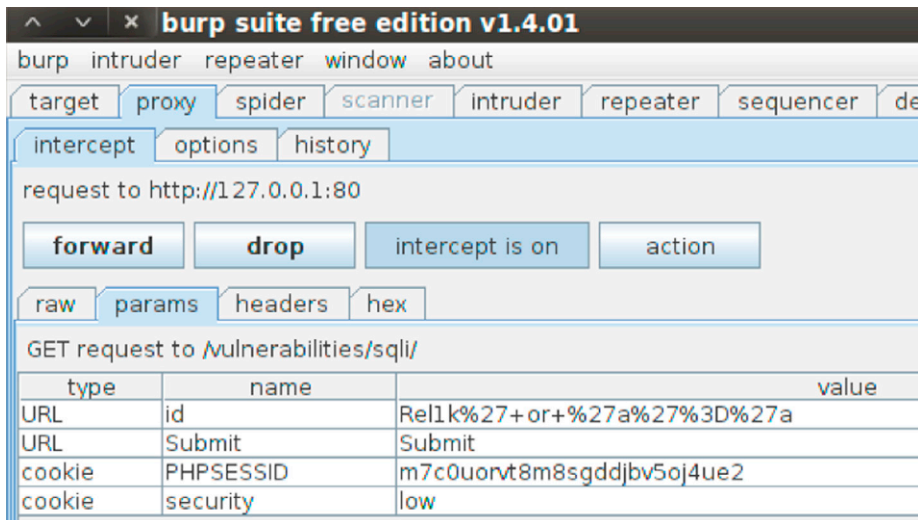 burp suite free edition v1.4.01
burp intruder repeater window about
target proxy spider scanner intruder repeater sequencer de
intercept options history
request to http://127.0.0.1:80
forward drop intercept is on action
raw params headers hex
GET request to /vulnerabilities/sqli/
type name value
URL id Rel1k%27+or+%27a%27%3D%27a
URL Submit Submit
cookie PHPSESSID m7c0uorvt8m8sgddjbv5oj4ue2
cookie security low